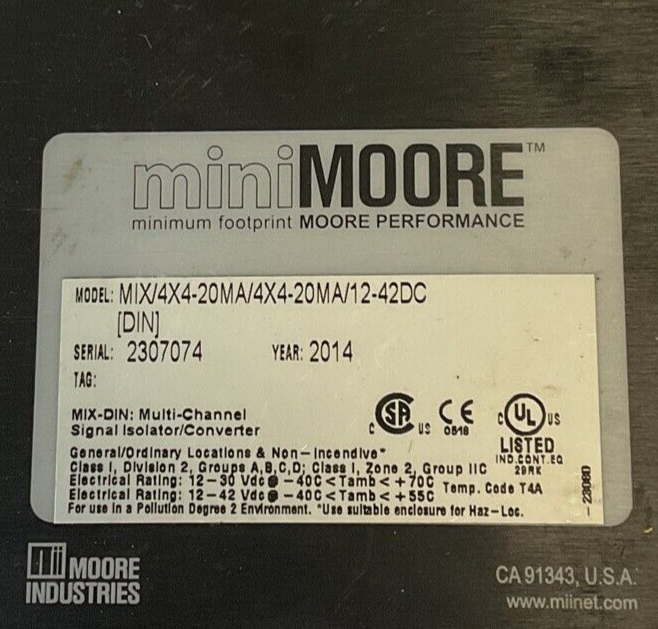 miniMOORE™
minimum footprint MOORE PERFORMANCE
MODEL: MIX/4X4-20MA/4X4-20MA/12-42DC
[DIN]
SERIAL: 2307074 YEAR: 2014
TAG:
MIX-DIN: Multi-Channel
Signal Isolator/Converter
C SA US
CE
0518
C UL US
LISTED
IND.CONT.EQ
29RK
General/Ordinary Locations & Non-Incendive*
Class I, Division 2, Groups A,B,C,D; Class I, Zone 2, Group IIC
Electrical Rating: 12-30 Vdc@ -40C<Tamb<+70C
Electrical Rating: 12-42 Vdc@ -40C<Tamb<+55C
Temp. Code T4A
For use in a Pollution Degree 2 Environment. *Use suitable enclosure for Haz-Loc.
MOORE
INDUSTRIES
CA 91343, U.S.A.
www.miinet.com